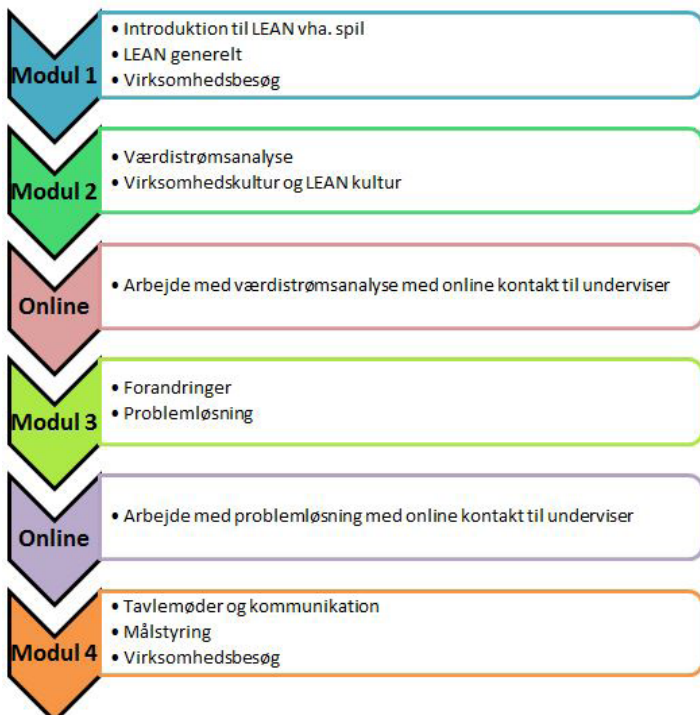 Modul 1
• Introduktion til LEAN vha. spil
• LEAN generelt
• Virksomhedsbesøg
Modul 2
• Værdistrømsanalyse
• Virksomhedskultur og LEAN kultur
Online
• Arbejde med værdistrømsanalyse med online kontakt til underviser
Modul 3
• Forandringer
• Problemløsning
Online
• Arbejde med problemløsning med online kontakt til underviser
Modul 4
• Tavlemøder og kommunikation
• Målstyring
• Virksomhedsbesøg